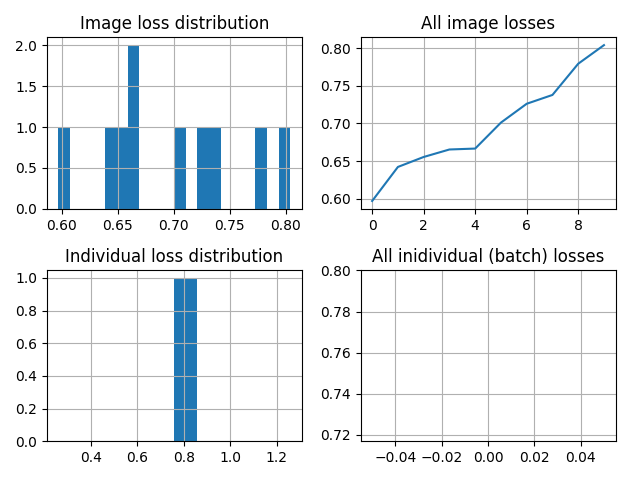 Image loss distribution
2.0
1.5
1.0
0.5
0.0
0.60 0.65 0.70 0.75 0.80
All image losses
0.80
0.75
0.70
0.65
0.60
0 2 4 6 8
Individual loss distribution
1.0
0.8
0.6
0.4
0.2
0.0
0.4 0.6 0.8 1.0 1.2
All inidividual (batch) losses
0.80
0.78
0.76
0.74
0.72
−0.04 −0.02 0.00 0.02 0.04